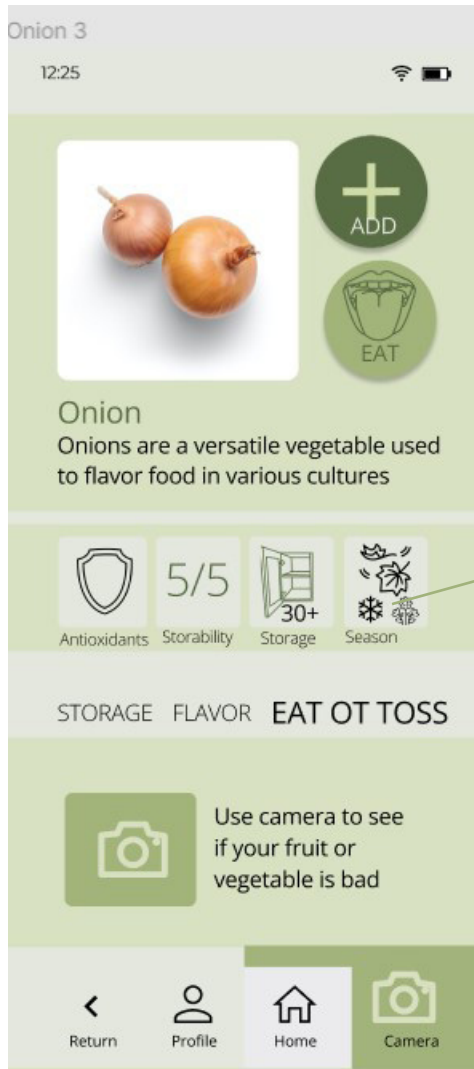 Onion 3
12:25
ADD
EAT
Onion
Onions are a versatile vegetable used
to flavor food in various cultures
5/5
30+
Antioxidants Storability Storage Season
STORAGE FLAVOR EAT OT TOSS
Use camera to see
if your fruit or
vegetable is bad
Return Profile Home Camera